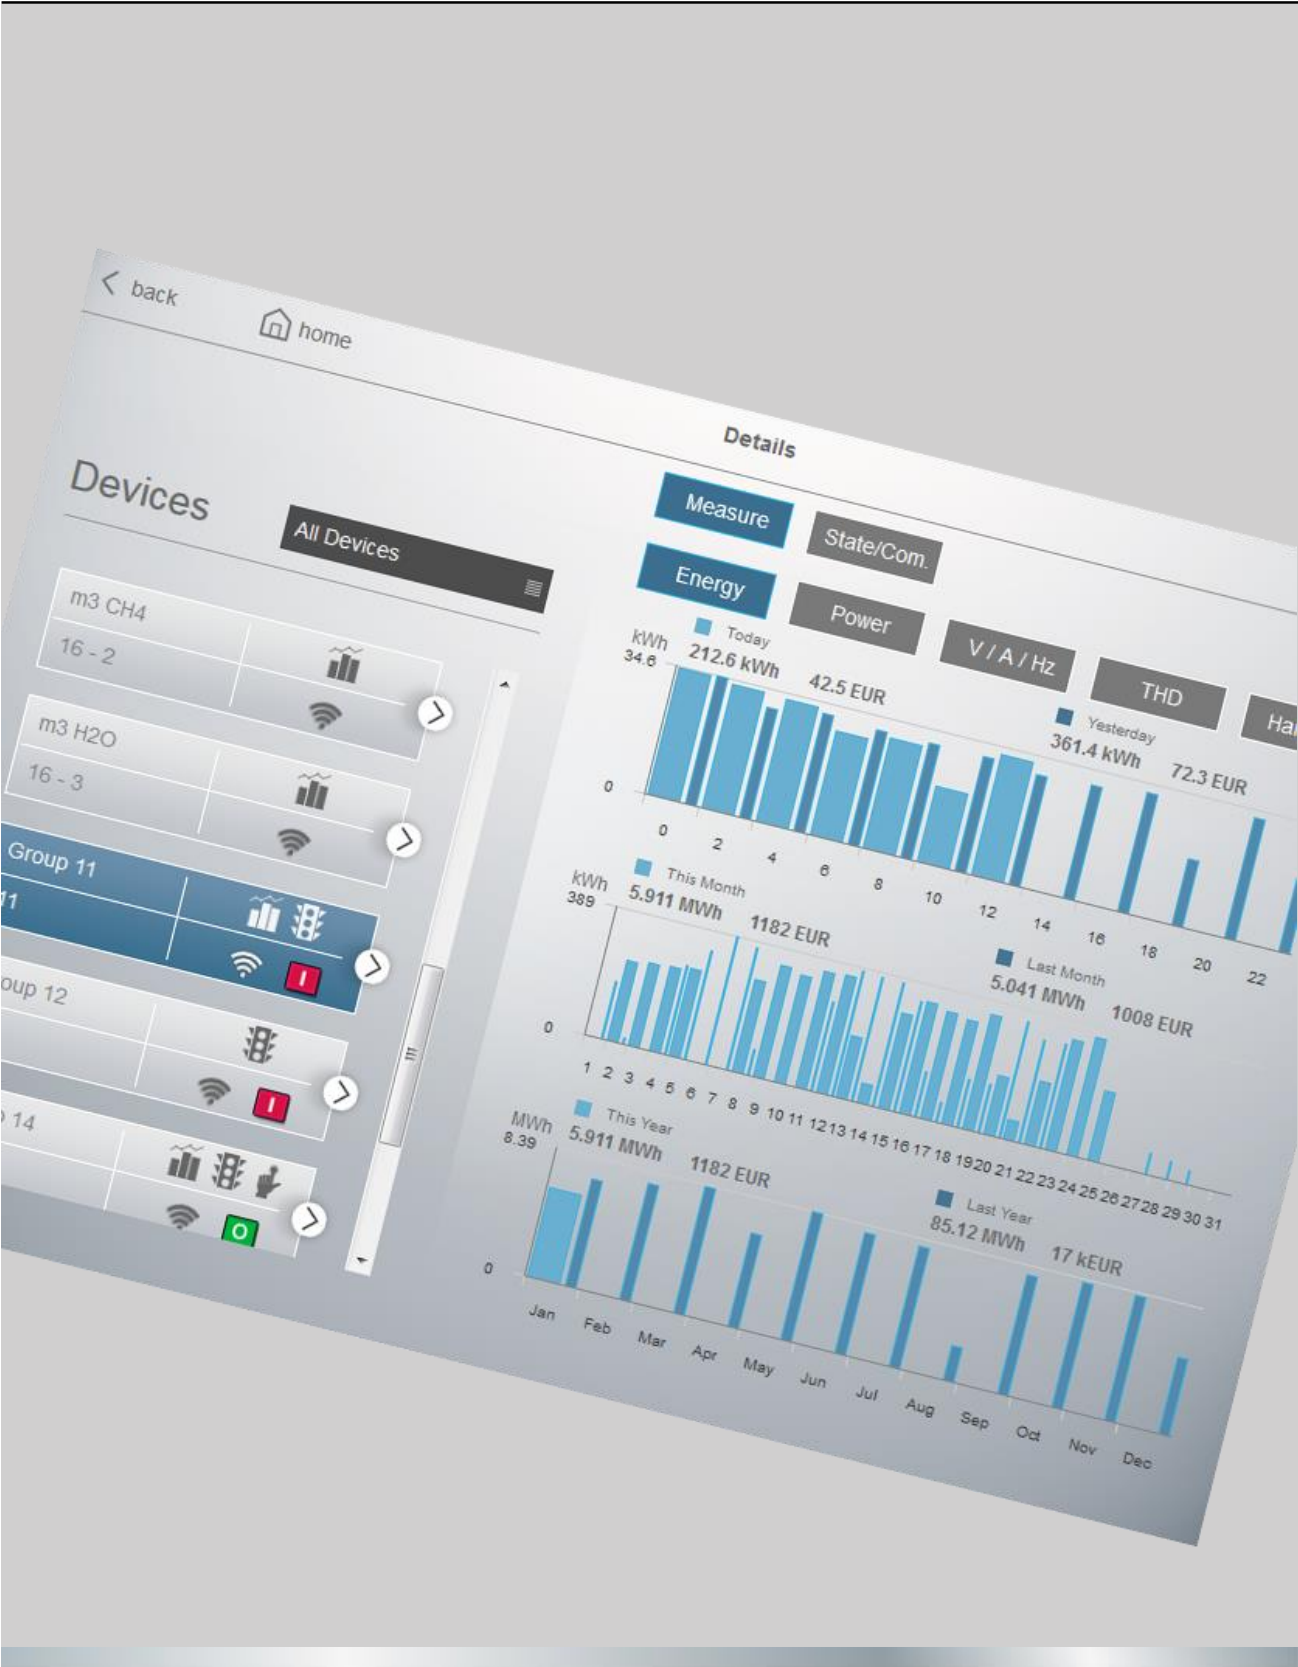 back
home
Details
Devices
All Devices
m3 CH4
16 - 2
m3 H2O
16 - 3
Group 11
11
I
oup 12
I
14
O
Measure
State/Com.
Energy
Power
V / A / Hz
THD
Ha
kWh
34.6
0
Today
212.6 kWh 42.5 EUR
Yesterday
361.4 kWh 72.3 EUR
0 2 4 6 8 10 12 14 16 18 20 22
kWh
389
0
This Month
5.911 MWh 1182 EUR
Last Month
5.041 MWh 1008 EUR
1 2 3 4 5 6 7 8 9 10 11 12 13 14 15 16 17 18 19 20 21 22 23 24 25 26 27 28 29 30 31
MWh
8.39
0
This Year
5.911 MWh 1182 EUR
Last Year
85.12 MWh 17 kEUR
Jan Feb Mar Apr May Jun Jul Aug Sep Oct Nov Dec